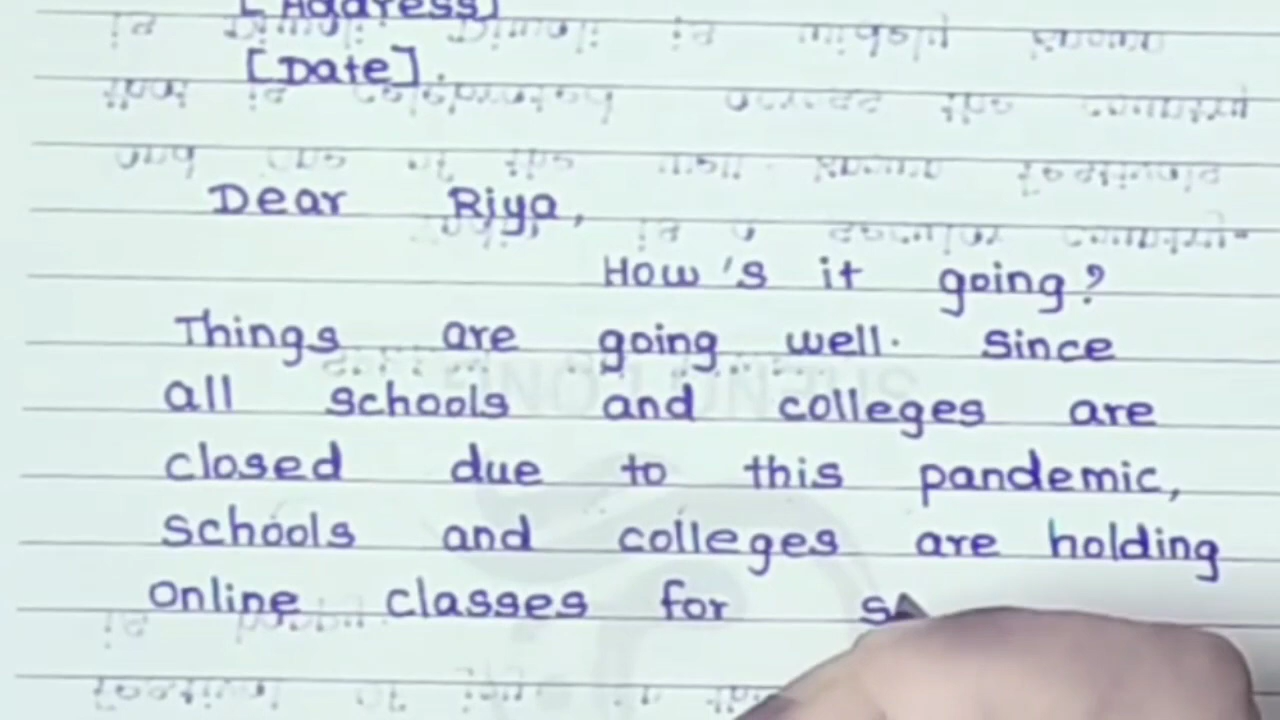 [Address]
[Date].
Dear Riya,
How's it going?
Things are going well. Since
all schools and colleges are
closed due to this pandemic,
schools and colleges are holding
online classes for